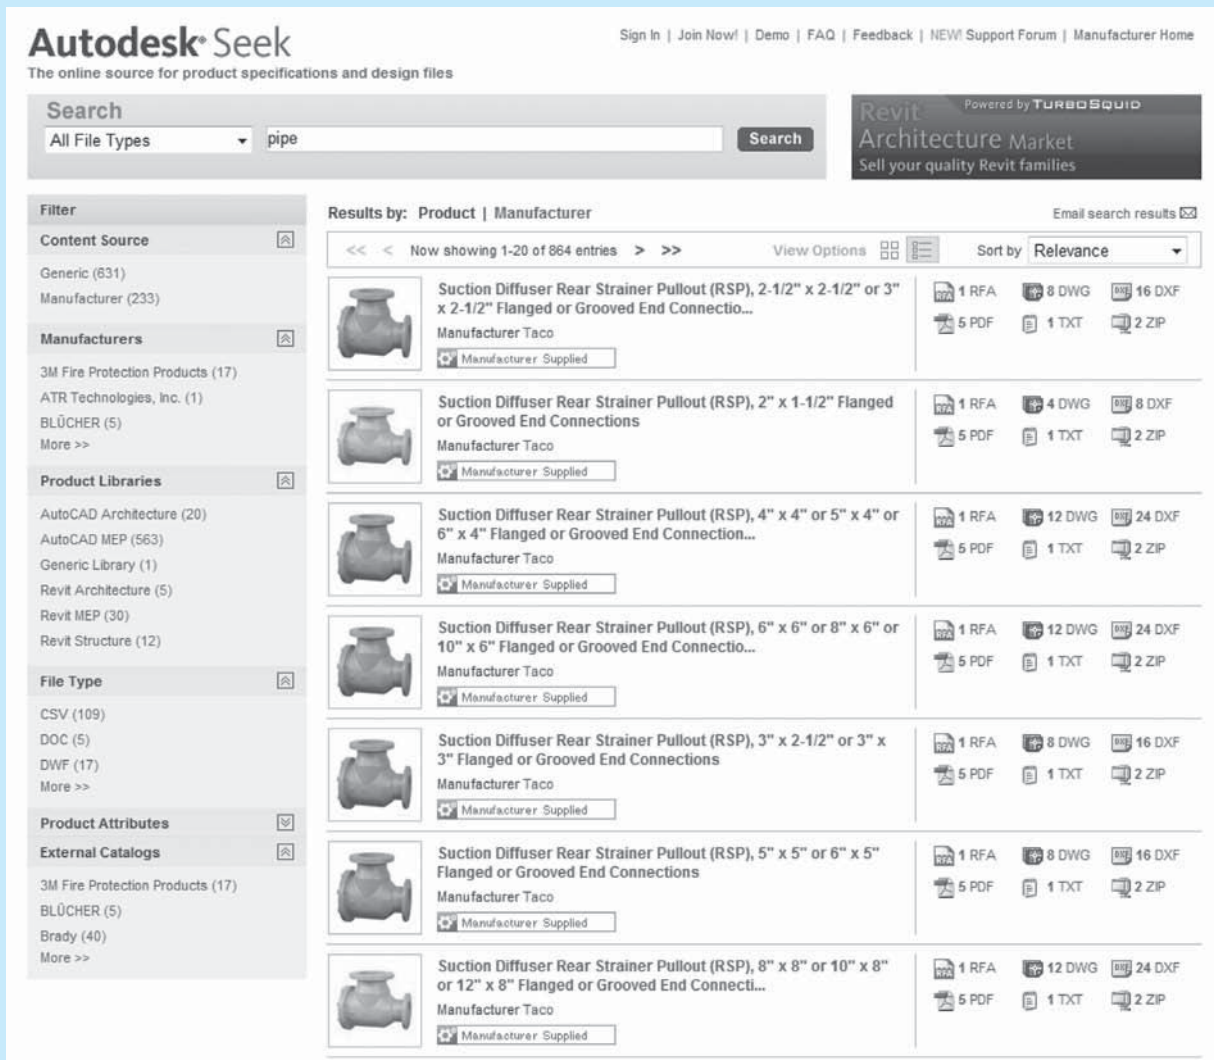 Autodesk® Seek
The online source for product specifications and design files
Sign In | Join Now! | Demo | FAQ | Feedback | NEW! Support Forum | Manufacturer Home
Search
All File Types
pipe
Search
Revit
Powered by TURBOSQUID
Architecture Market
Sell your quality Revit families
Filter
Content Source
Generic (631)
Manufacturer (233)
Manufacturers
3M Fire Protection Products (17)
ATR Technologies, Inc. (1)
BLÜCHER (5)
More >>
Product Libraries
AutoCAD Architecture (20)
AutoCAD MEP (563)
Generic Library (1)
Revit Architecture (5)
Revit MEP (30)
Revit Structure (12)
File Type
CSV (109)
DOC (5)
DWF (17)
More >>
Product Attributes
External Catalogs
3M Fire Protection Products (17)
BLÜCHER (5)
Brady (40)
More >>
Results by: Product | Manufacturer
Email search results
<< < Now showing 1-20 of 864 entries > >>
View Options
Sort by Relevance
Suction Diffuser Rear Strainer Pullout (RSP), 2-1/2" x 2-1/2" or 3"
x 2-1/2" Flanged or Grooved End Connectio...
Manufacturer Taco
Manufacturer Supplied
RFA 1 RFA 8 DWG DXF 16 DXF
5 PDF 1 TXT 2 ZIP
Suction Diffuser Rear Strainer Pullout (RSP), 2" x 1-1/2" Flanged
or Grooved End Connections
Manufacturer Taco
Manufacturer Supplied
RFA 1 RFA 4 DWG DXF 8 DXF
5 PDF 1 TXT 2 ZIP
Suction Diffuser Rear Strainer Pullout (RSP), 4" x 4" or 5" x 4" or
6" x 4" Flanged or Grooved End Connection...
Manufacturer Taco
Manufacturer Supplied
RFA 1 RFA 12 DWG DXF 24 DXF
5 PDF 1 TXT 2 ZIP
Suction Diffuser Rear Strainer Pullout (RSP), 6" x 6" or 8" x 6" or
10" x 6" Flanged or Grooved End Connectio...
Manufacturer Taco
Manufacturer Supplied
RFA 1 RFA 12 DWG DXF 24 DXF
5 PDF 1 TXT 2 ZIP
Suction Diffuser Rear Strainer Pullout (RSP), 3" x 2-1/2" or 3" x
3" Flanged or Grooved End Connections
Manufacturer Taco
Manufacturer Supplied
RFA 1 RFA 8 DWG DXF 16 DXF
5 PDF 1 TXT 2 ZIP
Suction Diffuser Rear Strainer Pullout (RSP), 5" x 5" or 6" x 5"
Flanged or Grooved End Connections
Manufacturer Taco
Manufacturer Supplied
RFA 1 RFA 8 DWG DXF 16 DXF
5 PDF 1 TXT 2 ZIP
Suction Diffuser Rear Strainer Pullout (RSP), 8" x 8" or 10" x 8"
or 12" x 8" Flanged or Grooved End Connecti...
Manufacturer Taco
Manufacturer Supplied
RFA 1 RFA 12 DWG DXF 24 DXF
5 PDF 1 TXT 2 ZIP